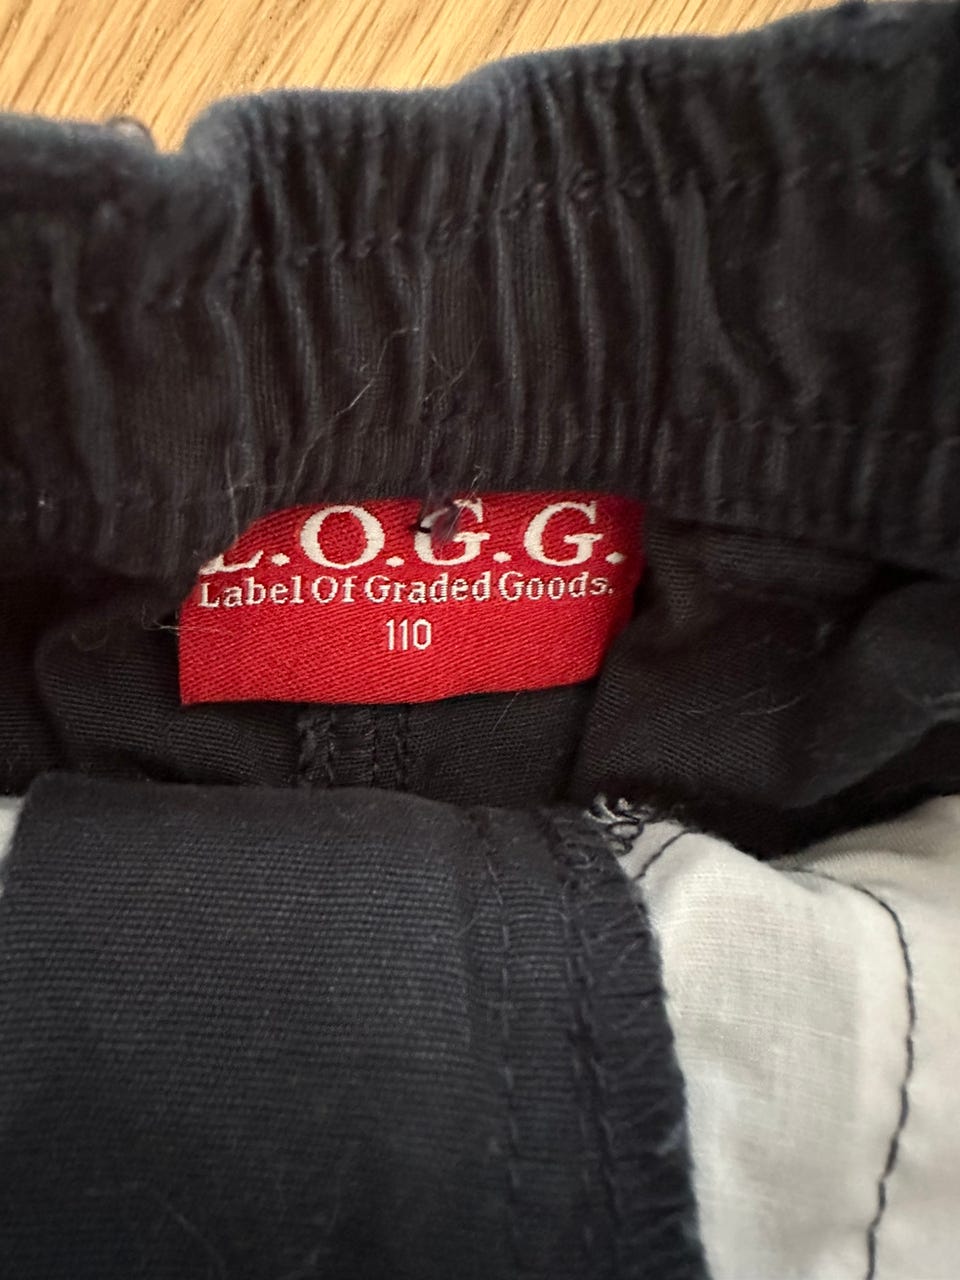 L.O.G.G.
Label Of Graded Goods.
110